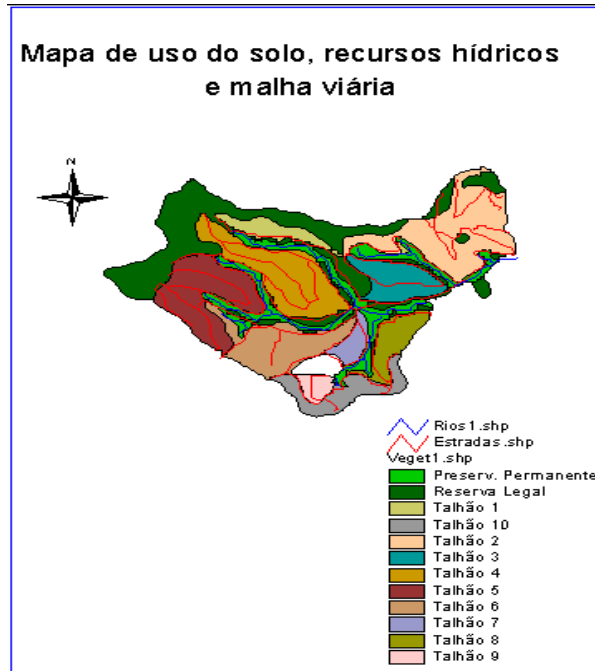 Mapa de uso do solo, recursos hídricos
e malha viária
N
Rios1.shp
Estradas.shp
Veget1.shp
Preserv. Permanente
Reserva Legal
Talhão 1
Talhão 10
Talhão 2
Talhão 3
Talhão 4
Talhão 5
Talhão 6
Talhão 7
Talhão 8
Talhão 9